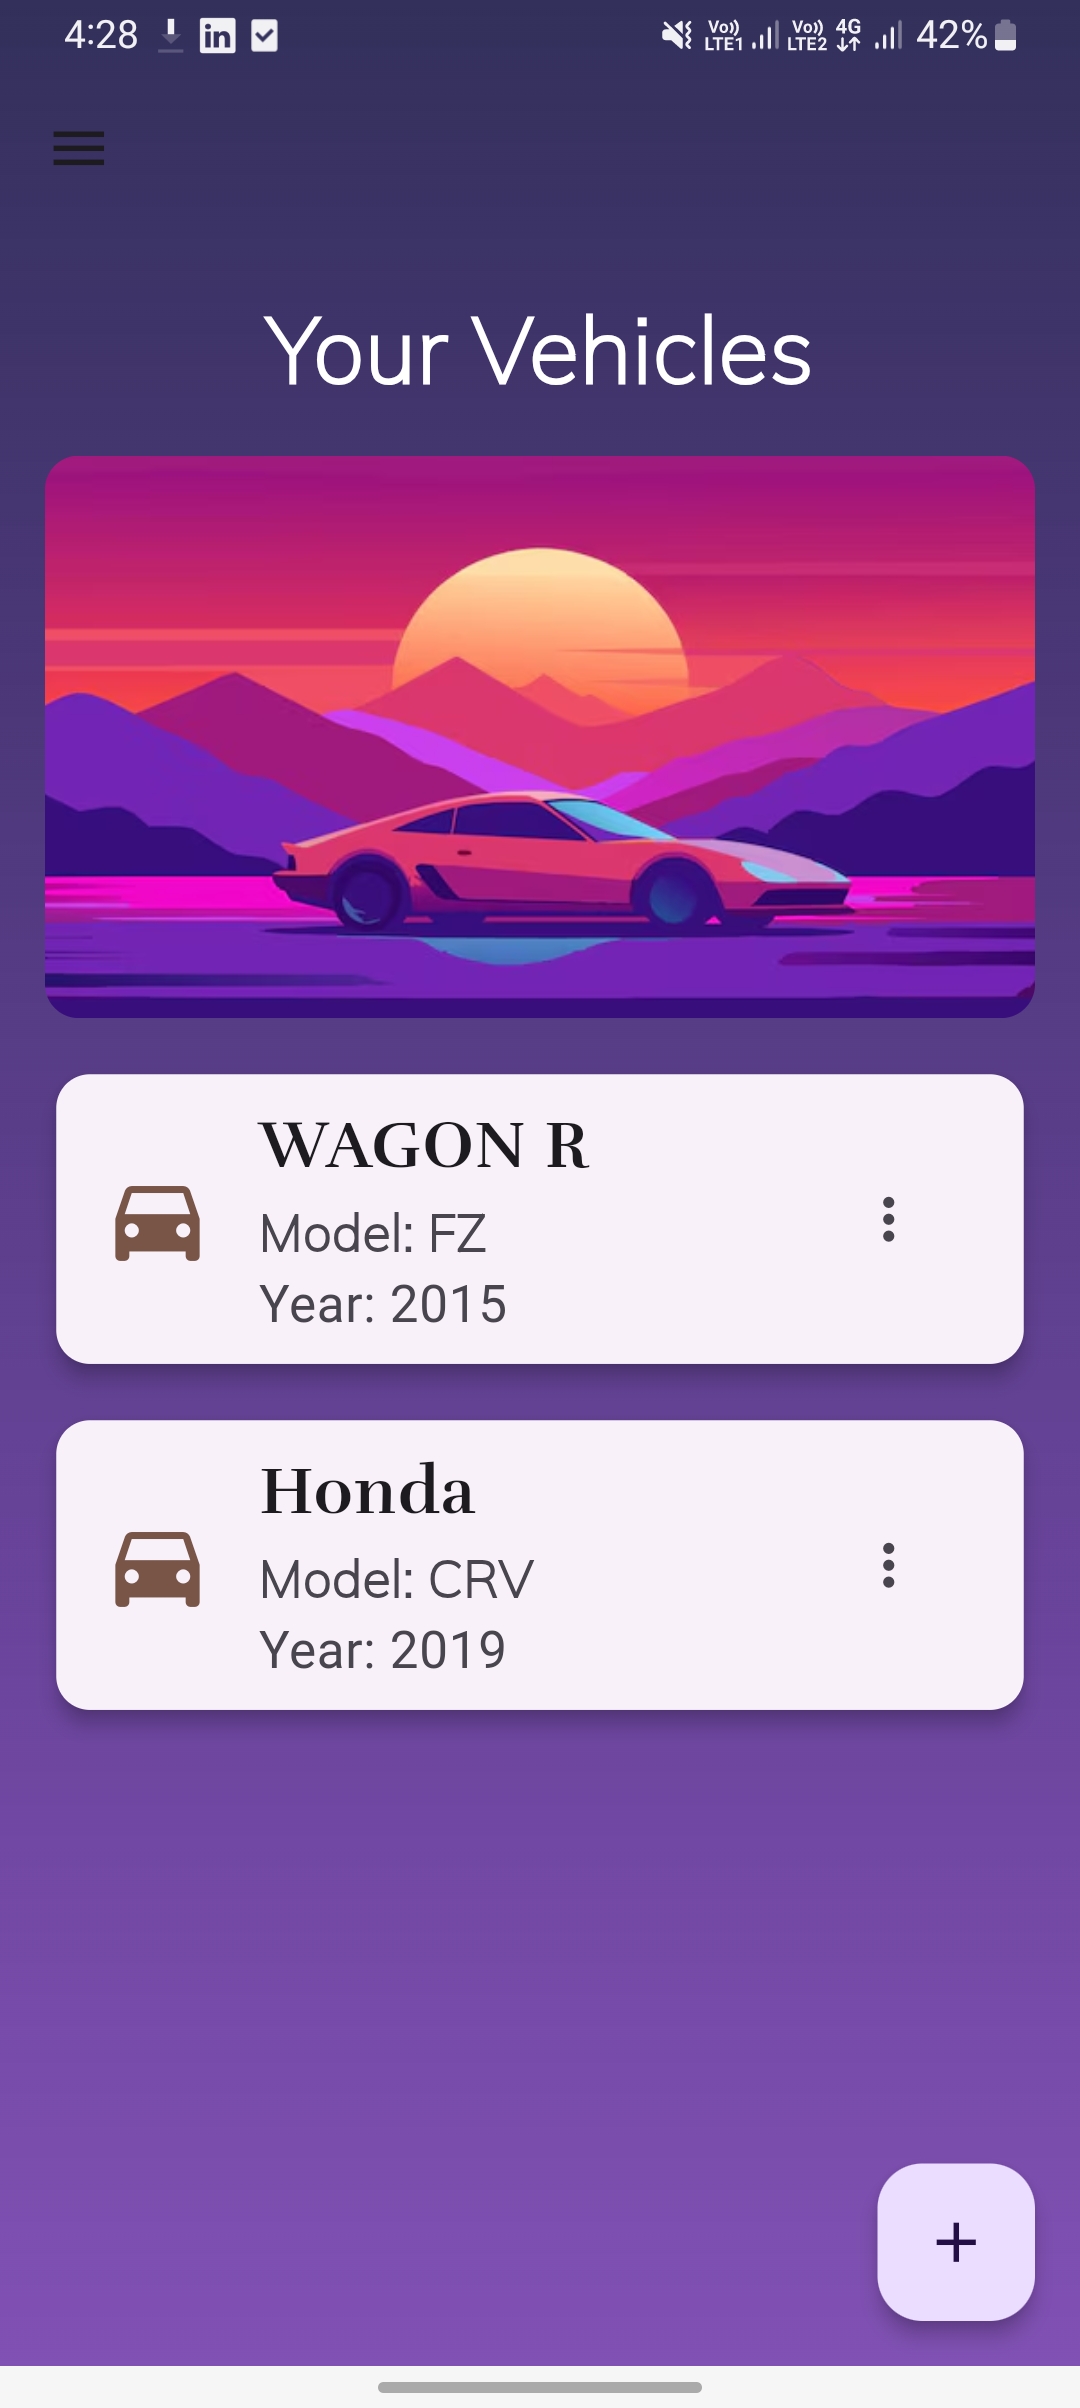 4:28 in Vo)) LTE1 Vo)) LTE2 4G 42%
Your Vehicles
WAGON R
Model: FZ
Year: 2015
Honda
Model: CRV
Year: 2019
+